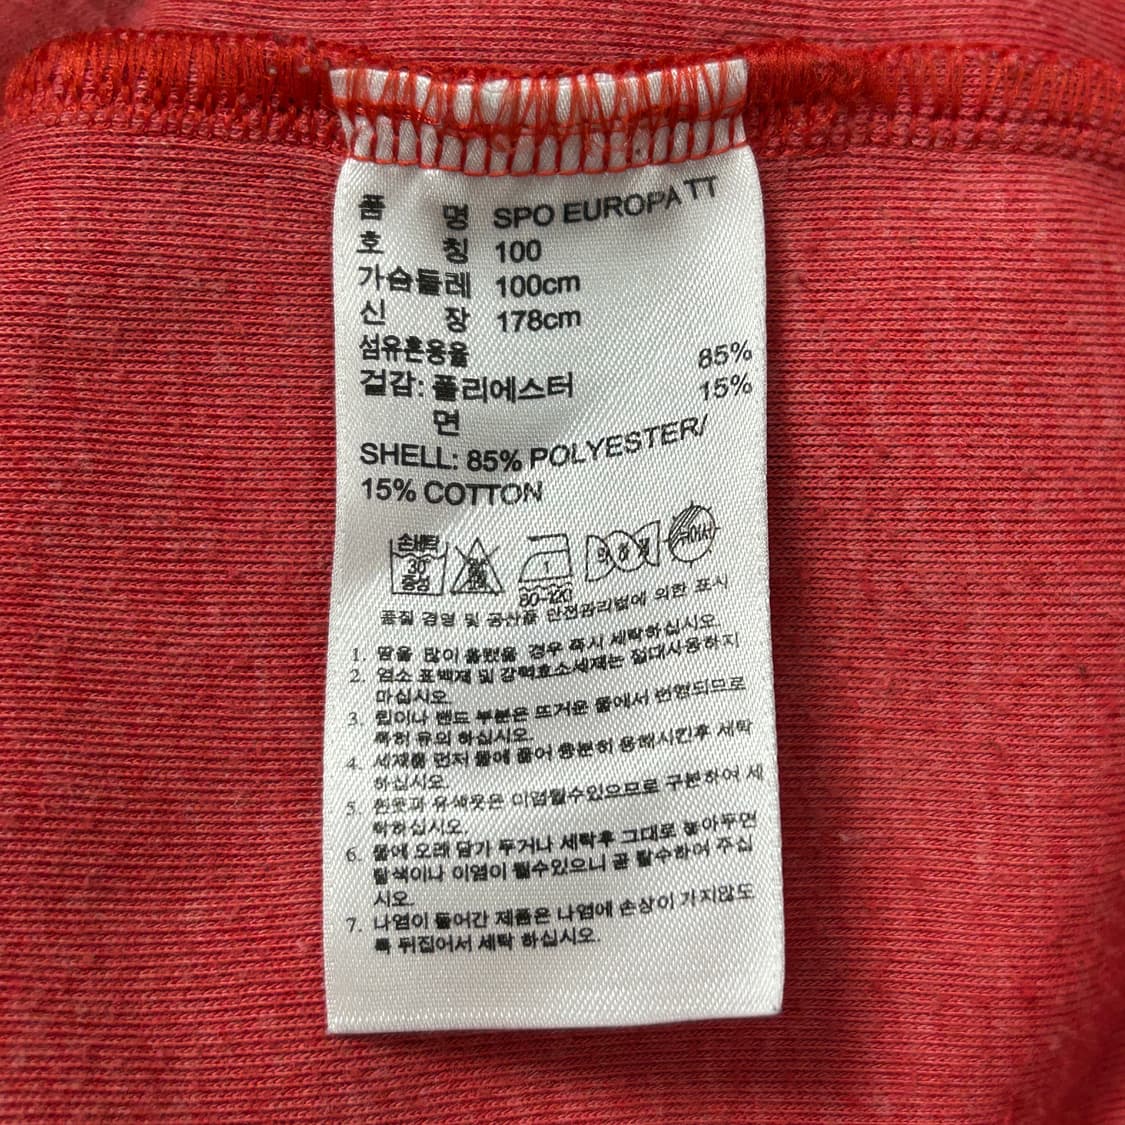 품 명 SPO EUROPA TT
호 칭 100
가슴둘레 100cm
신 장 178cm
섬유혼용율
겉감: 폴리에스터 85%
면 15%
SHELL: 85% POLYESTER/
15% COTTON
손세탁
30°
중성
80~120
품질 경영 및 공산품 안전관리법에 의한 표시
1. 땀을 많이 흘렸을 경우 즉시 세탁하십시오.
2. 염소 표백제 및 강력효소세제는 절대사용하지
마십시오.
3. 립이나 밴드 부분은 뜨거운 물에서 변형되므로
특히 유의 하십시오.
4. 세제를 먼저 물에 풀어 충분히 용해시킨후 세탁
하십시오.
5. 흰옷과 유색옷은 이염될수있으므로 구분하여 세
탁하십시오.
6. 물에 오래 담가 두거나 세탁후 그대로 놓아두면
탈색이나 이염이 될수있으니 곧 탈수하여 주십
시오.
7. 나염이 들어간 제품은 나염에 손상이 가지않도
록 뒤집어서 세탁 하십시오.